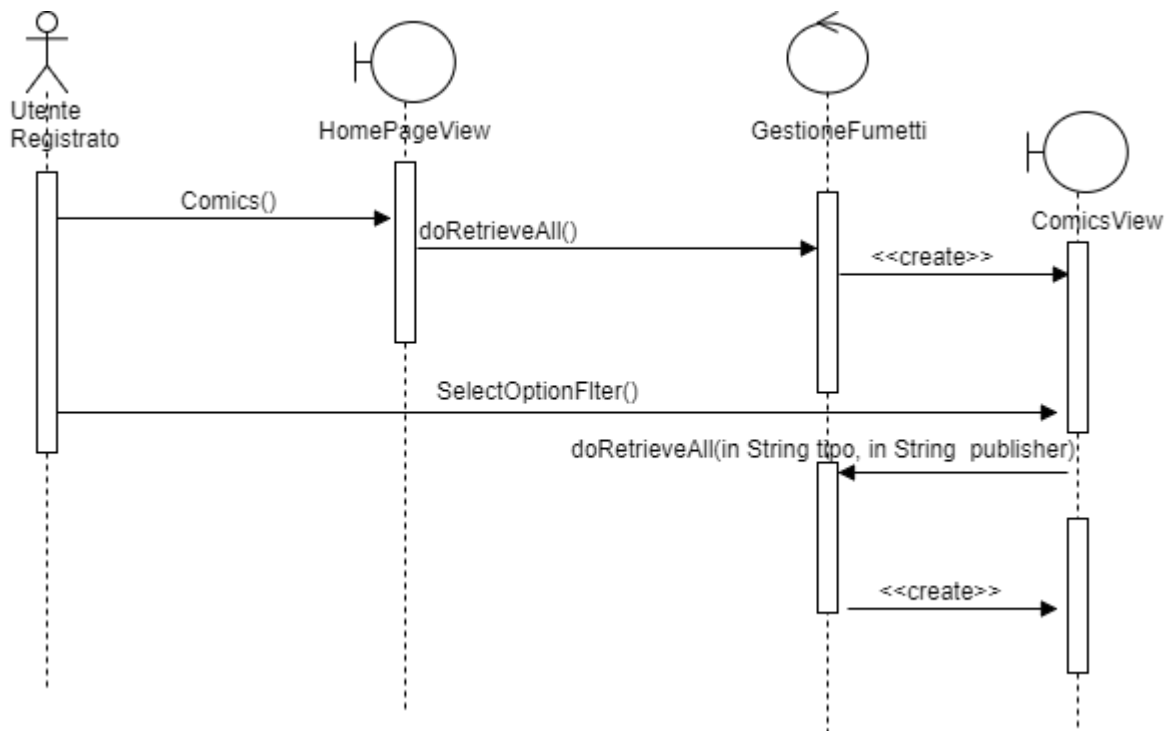 Utente
Registrato
HomePageView
GestioneFumetti
ComicsView
Comics()
doRetrieveAll()
<<create>>
SelectOptionFlter()
doRetrieveAll(in String tipo, in String publisher)
<<create>>